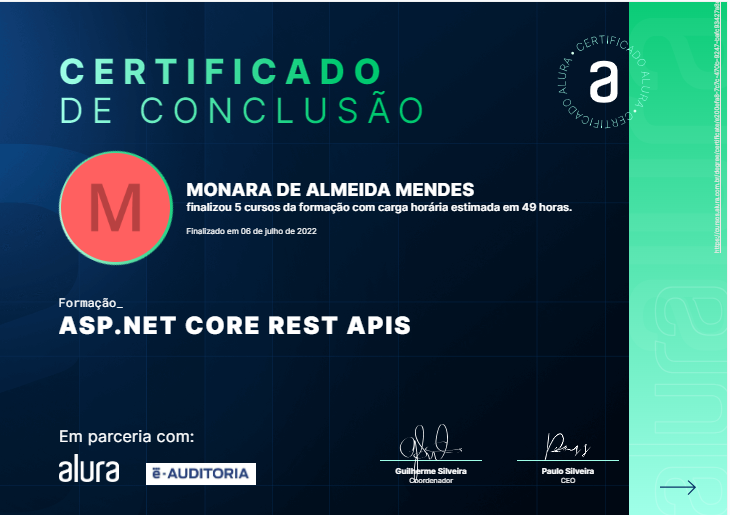 CERTIFICADO
DE CONCLUSÃO
• CERTIFICADO ALURA • CERTIFICADO ALURA
a
M
MONARA DE ALMEIDA MENDES
finalizou 5 cursos da formação com carga horária estimada em 49 horas.
Finalizado em 06 de julho de 2022
Formação_
ASP.NET CORE REST APIS
Em parceria com:
alura
e-AUDITORIA
Guilherme Silveira
Coordenador
Paulo Silveira
CEO
alura